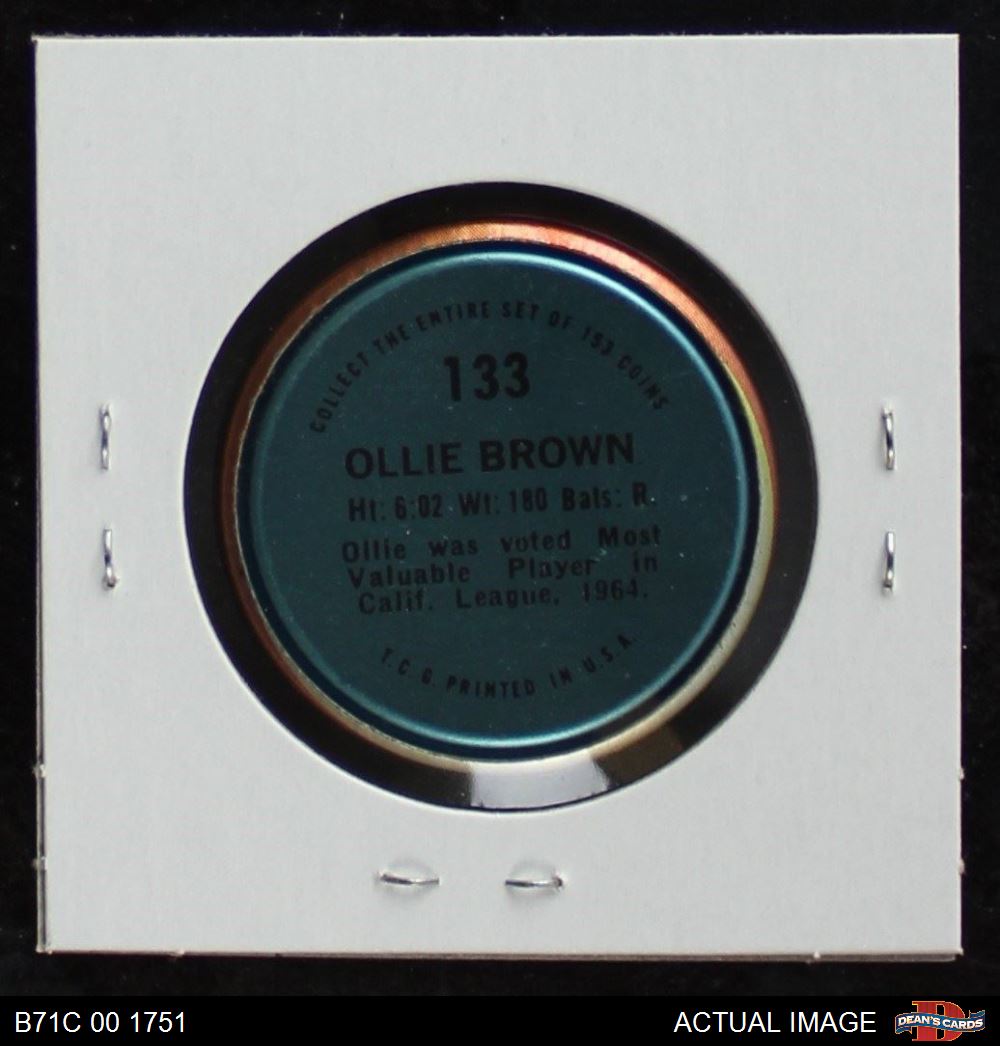 COLLECT THE ENTIRE SET OF 153 COINS
133
OLLIE BROWN
Ht: 6:02 Wt: 180 Bats: R.
Ollie was voted Most
Valuable Player in
Calif. League, 1964.
T.C.G. PRINTED IN U.S.A.
B71C 00 1751
ACTUAL IMAGE
DEAN'S CARDS